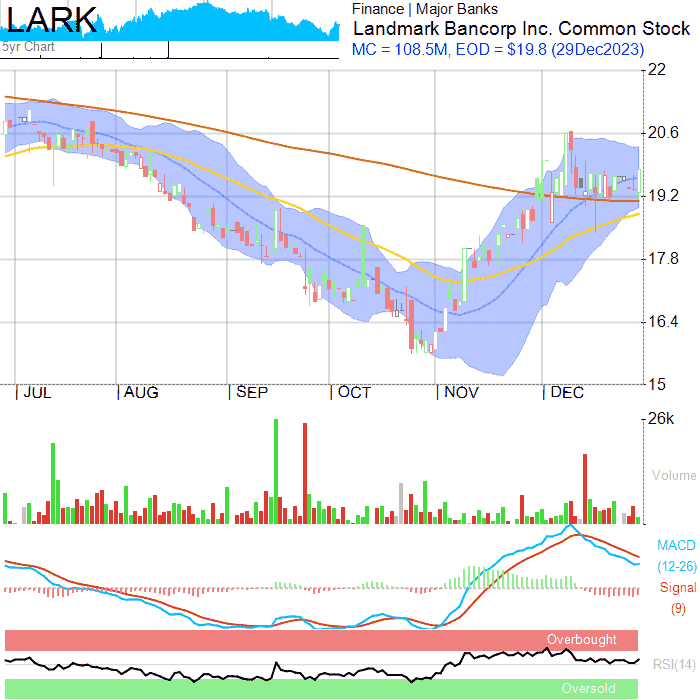 LARK
Finance | Major Banks
Landmark Bancorp Inc. Common Stock
5yr Chart
MC = 108.5M, EOD = $19.8 (29Dec2023)
22
20.6
19.2
17.8
16.4
15
JUL AUG SEP OCT NOV DEC
26k
Volume
MACD
(12-26)
Signal
(9)
Overbought
RSI(14)
Oversold